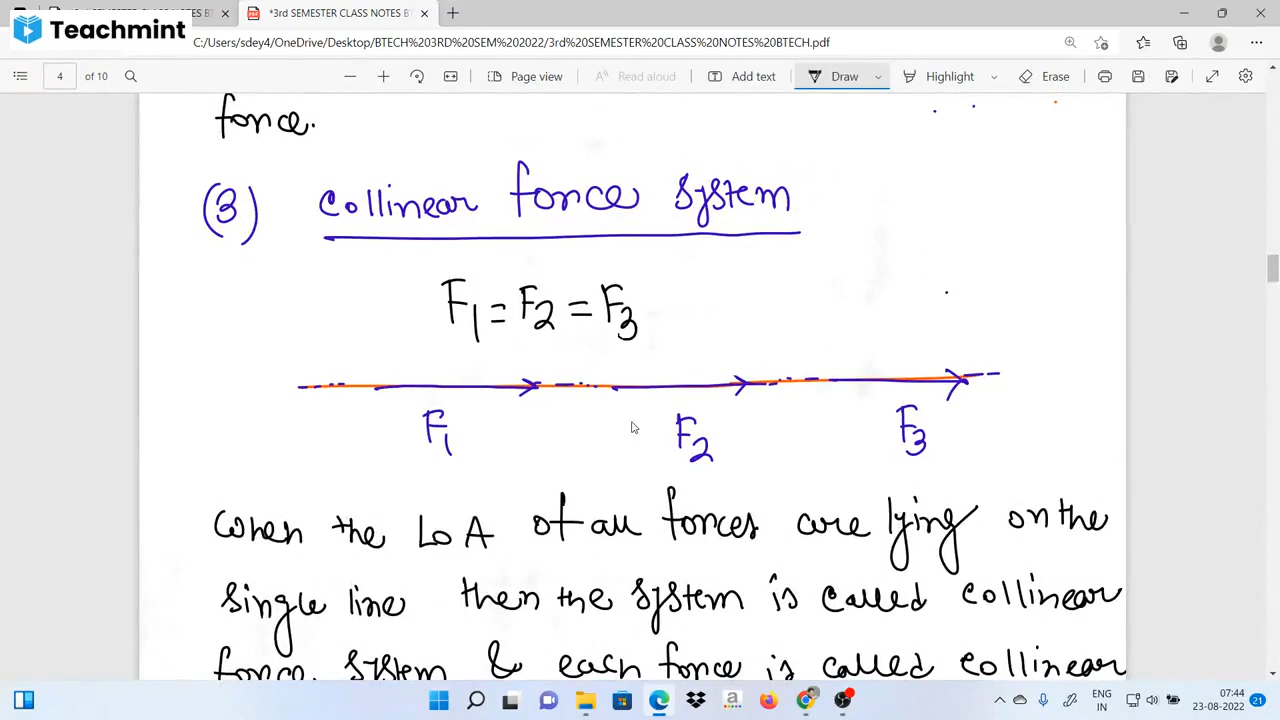 *3rd SEMESTER CLASS NOTES BT
Teachmint
C:/Users/sdey4/OneDrive/Desktop/BTECH%203RD%20SEM%202022/3rd%20SEMESTER%20CLASS%20NOTES%20BTECH.pdf
4 of 10 Page view Read aloud Add text Draw Highlight Erase
force.
(3) Collinear force system
F1 = F2 = F3
F1 F2 F3
When the LOA of all forces are lying on the
single line then the system is called collinear
force system & each force is called collinear
ENG 07:44
IN 23-08-2022 21